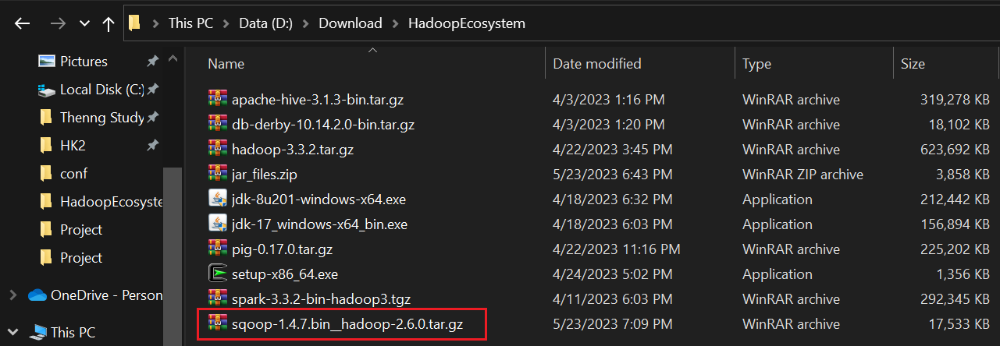 This PC > Data (D:) > Download > HadoopEcosystem
Name Date modified Type Size
Pictures
Local Disk (C:)
Thenng Study
HK2
conf
HadoopEcosyste
Project
Project
OneDrive - Person
This PC
apache-hive-3.1.3-bin.tar.gz 4/3/2023 1:16 PM WinRAR archive 319,278 KB
db-derby-10.14.2.0-bin.tar.gz 4/3/2023 1:20 PM WinRAR archive 18,102 KB
hadoop-3.3.2.tar.gz 4/22/2023 3:45 PM WinRAR archive 623,692 KB
jar_files.zip 5/23/2023 6:43 PM WinRAR ZIP archive 3,858 KB
jdk-8u201-windows-x64.exe 4/18/2023 6:32 PM Application 212,442 KB
jdk-17_windows-x64_bin.exe 4/18/2023 6:03 PM Application 156,894 KB
pig-0.17.0.tar.gz 4/22/2023 11:16 PM WinRAR archive 225,202 KB
setup-x86_64.exe 4/24/2023 5:02 PM Application 1,356 KB
spark-3.3.2-bin-hadoop3.tgz 4/11/2023 6:03 PM WinRAR archive 292,345 KB
sqoop-1.4.7.bin__hadoop-2.6.0.tar.gz 5/23/2023 7:09 PM WinRAR archive 17,533 KB